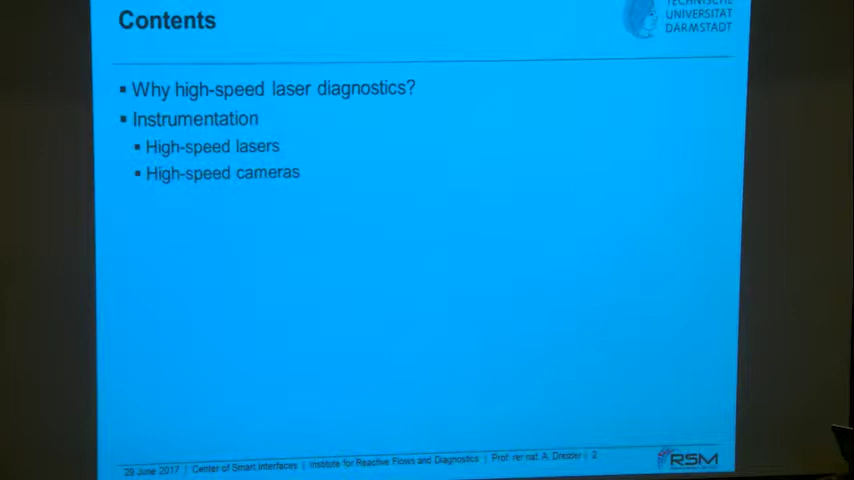 Contents
TECHNISCHE
UNIVERSITÄT
DARMSTADT
▪ Why high-speed laser diagnostics?
▪ Instrumentation
▪ High-speed lasers
▪ High-speed cameras
29 June 2017 | Center of Smart Interfaces | Institute for Reactive Flows and Diagnostics | Prof. rer nat. A. Dreizler | 2
RSM